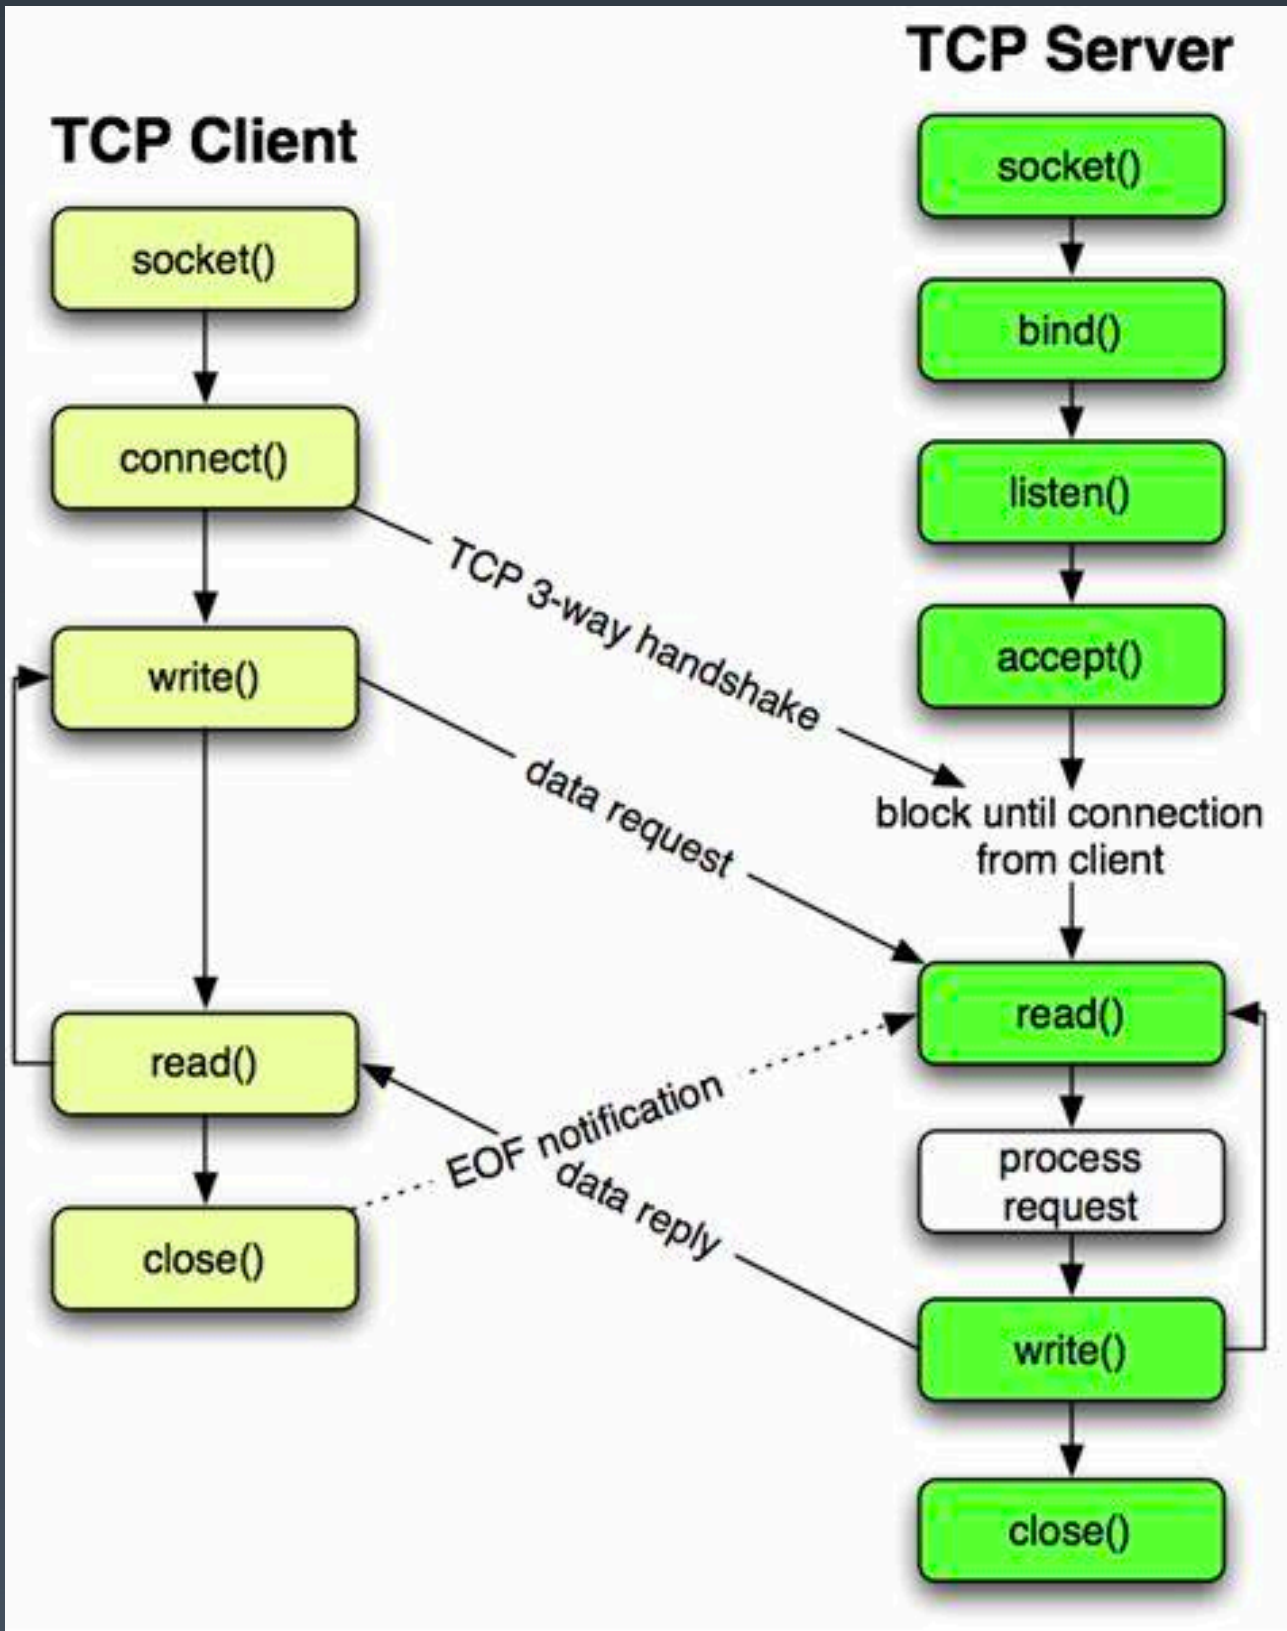 TCP Client
socket()
connect()
write()
read()
close()
TCP 3-way handshake
data request
EOF notification
data reply
TCP Server
socket()
bind()
listen()
accept()
block until connection
from client
read()
process
request
write()
close()